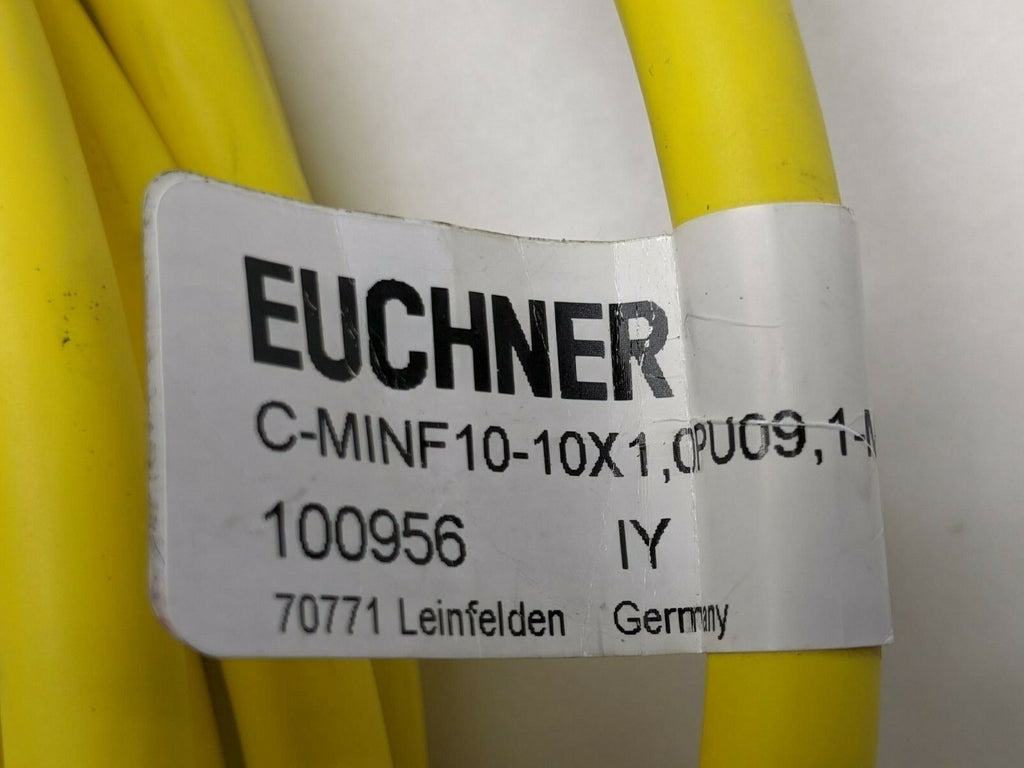 EUCHNER
C-MINF10-10X1,0PU09,1-M
100956 IY
70771 Leinfelden Germany